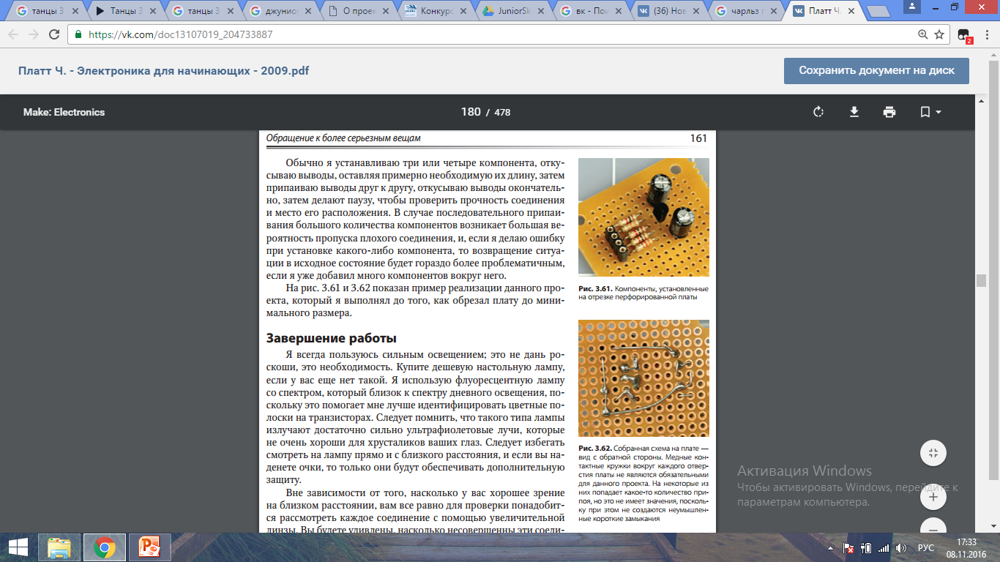 танцы З
Танцы З
танцы З
джуниор
О проек
Конкурс
JuniorSk
вк - Пои
(36) Нов
чарльз п
Платт Ч.
https://vk.com/doc13107019_204733887
2
Платт Ч. - Электроника для начинающих - 2009.pdf
Сохранить документ на диск
Make: Electronics
180 / 478
Обращение к более серьезным вещам
161
Обычно я устанавливаю три или четыре компонента, отку-
сываю выводы, оставляя примерно необходимую их длину, затем
припаиваю выводы друг к другу, откусываю выводы окончатель-
но, затем делают паузу, чтобы проверить прочность соединения
и место его расположения. В случае последовательного припаи-
вания большого количества компонентов возникает большая ве-
роятность пропуска плохого соединения, и, если я делаю ошибку
при установке какого-либо компонента, то возвращение ситуа-
ции в исходное состояние будет гораздо более проблематичным,
если я уже добавил много компонентов вокруг него.
На рис. 3.61 и 3.62 показан пример реализации данного про-
екта, который я выполнял до того, как обрезал плату до мини-
мального размера.
Завершение работы
Я всегда пользуюсь сильным освещением; это не дань ро-
скоши, это необходимость. Купите дешевую настольную лампу,
если у вас еще нет такой. Я использую флуоресцентную лампу
со спектром, который близок к спектру дневного освещения, по-
скольку это помогает мне лучше идентифицировать цветные по-
лоски на транзисторах. Следует помнить, что такого типа лампы
излучают достаточно сильно ультрафиолетовые лучи, которые
не очень хороши для хрусталиков ваших глаз. Следует избегать
смотреть на лампу прямо и с близкого расстояния, и если вы на-
денете очки, то только они будут обеспечивать дополнительную
защиту.
Вне зависимости от того, насколько у вас хорошее зрение
на близком расстоянии, вам все равно для проверки понадобит-
ся рассмотреть каждое соединение с помощью увеличительной
линзы. Вы будете удивлены, насколько несовершенны эти соеди-
Рис. 3.61. Компоненты, установленные
на отрезке перфорированной платы
Рис. 3.62. Собранная схема на плате —
вид с обратной стороны. Медные кон-
тактные кружки вокруг каждого отвер-
стия платы не являются обязательными
для данного проекта. На некоторые из
них попадает какое-то количество при-
поя, но это не имеет значения, посколь-
ку при этом не создаются неумышлен-
ные короткие замыкания
Активация Windows
Чтобы активировать Windows, перейдите к
параметрам компьютера.
РУС
17:33
08.11.2016